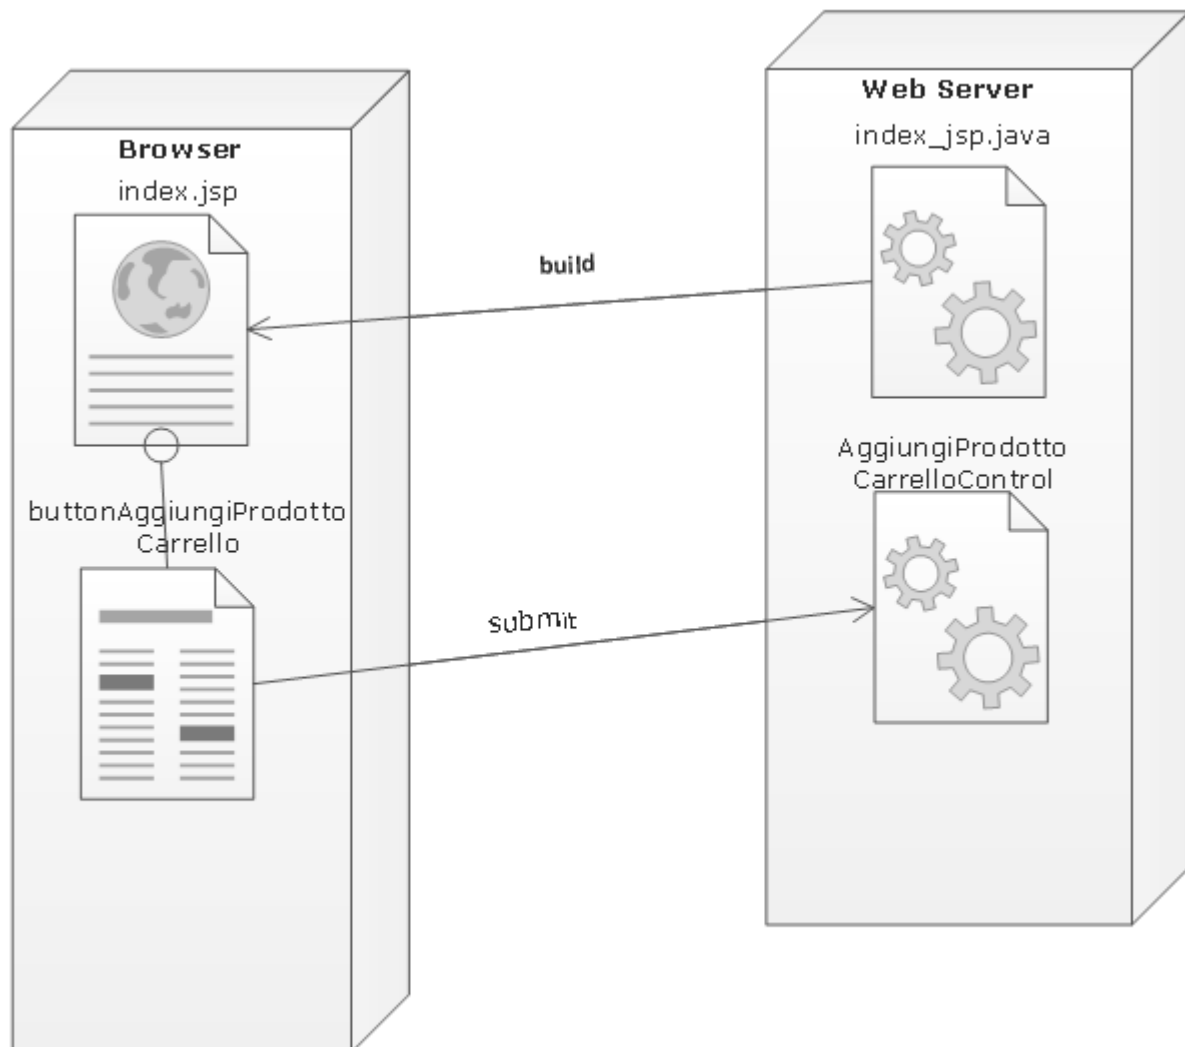 Browser
index.jsp
buttonAggiungiProdotto
Carrello
build
submit
Web Server
index_jsp.java
AggiungiProdotto
CarrelloControl